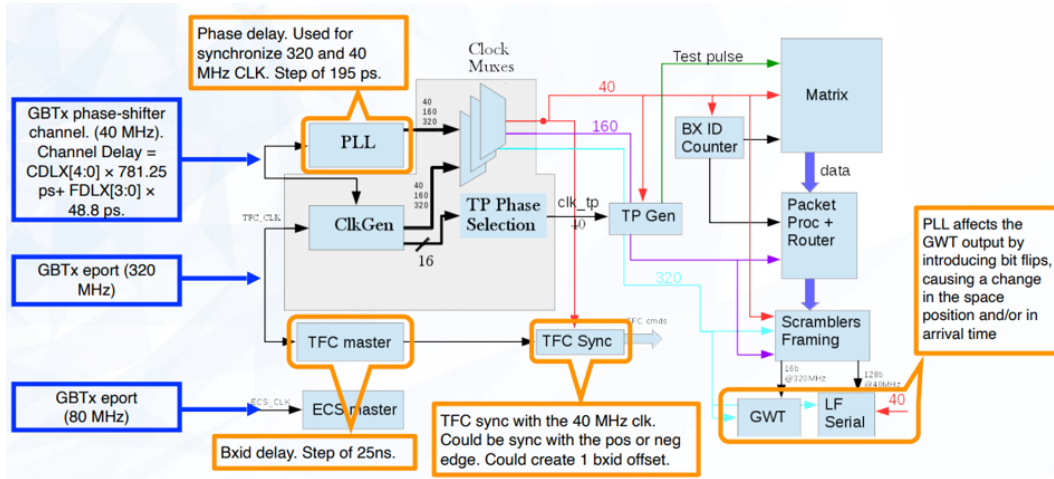 Phase delay. Used for
synchronize 320 and 40
MHz CLK. Step of 195 ps.
Clock
Muxes
GBTx phase-shifter
channel. (40 MHz).
Channel Delay =
CDLX[4:0] × 781.25
ps+ FDLX[3:0] ×
48.8 ps.
PLL
40
160
320
40
160
320
TFC_CLK
ClkGen
16
TP Phase
Selection
clk_tp
40
TP Gen
Test pulse
40
160
320
BX ID
Counter
Matrix
data
Packet
Proc +
Router
PLL affects the
GWT output by
introducing bit flips,
causing a change
in the space
position and/or in
arrival time
GBTx eport (320
MHz)
TFC master
TFC Sync
TFC cmds
Scramblers
Framing
16b
@320MHz
128b
@40MHz
GBTx eport
(80 MHz)
ECS_CLK
ECS master
GWT
LF
Serial
40
Bxid delay. Step of 25ns.
TFC sync with the 40 MHz clk.
Could be sync with the pos or neg
edge. Could create 1 bxid offset.